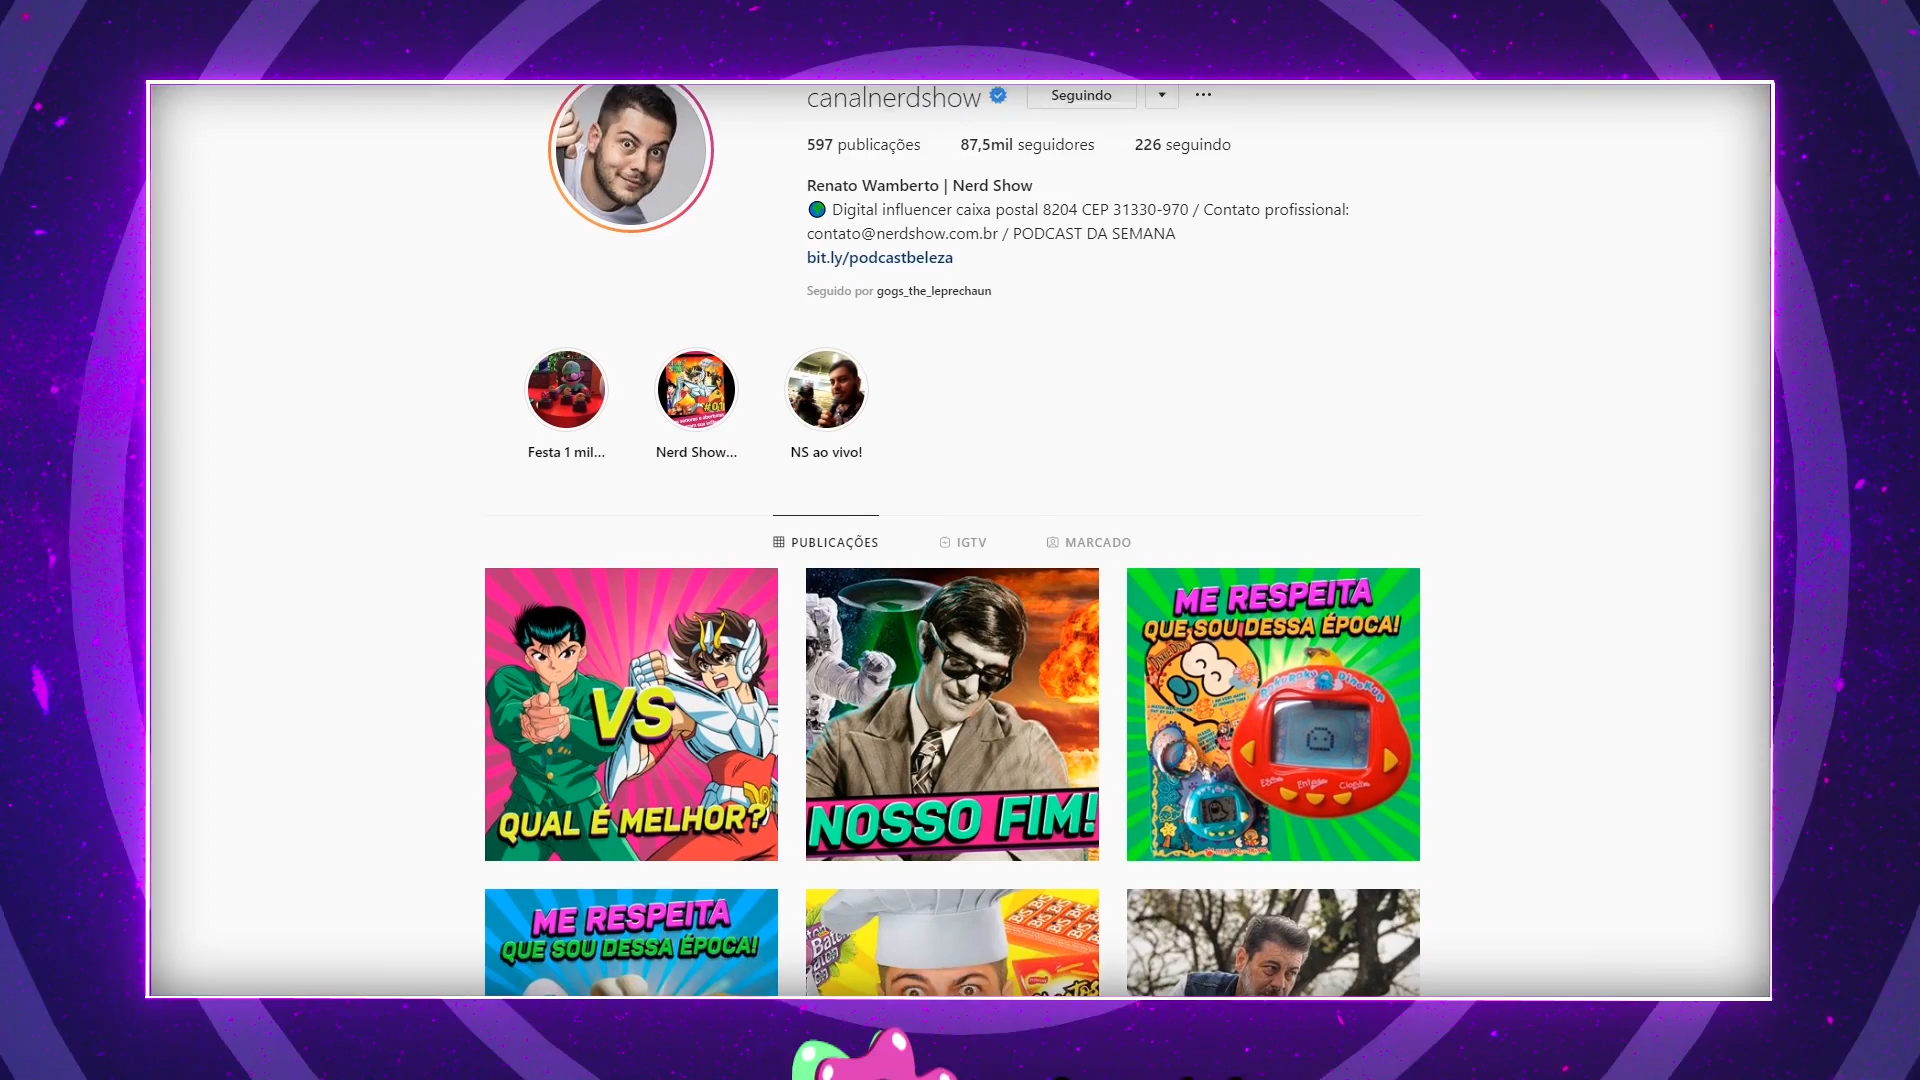 canalnerdshow
Seguindo
597 publicações 87,5mil seguidores 226 seguindo
Renato Wamberto | Nerd Show
Digital influencer caixa postal 8204 CEP 31330-970 / Contato profissional:
contato@nerdshow.com.br / PODCAST DA SEMANA
bit.ly/podcastbeleza
Seguido por gogs_the_leprechaun
Festa 1 mil... Nerd Show... NS ao vivo!
PUBLICAÇÕES IGTV MARCADO
VS
QUAL É MELHOR?
NOSSO FIM!
ME RESPEITA
QUE SOU DESSA ÉPOCA!
ME RESPEITA
QUE SOU DESSA ÉPOCA!
BIS BIS BIS